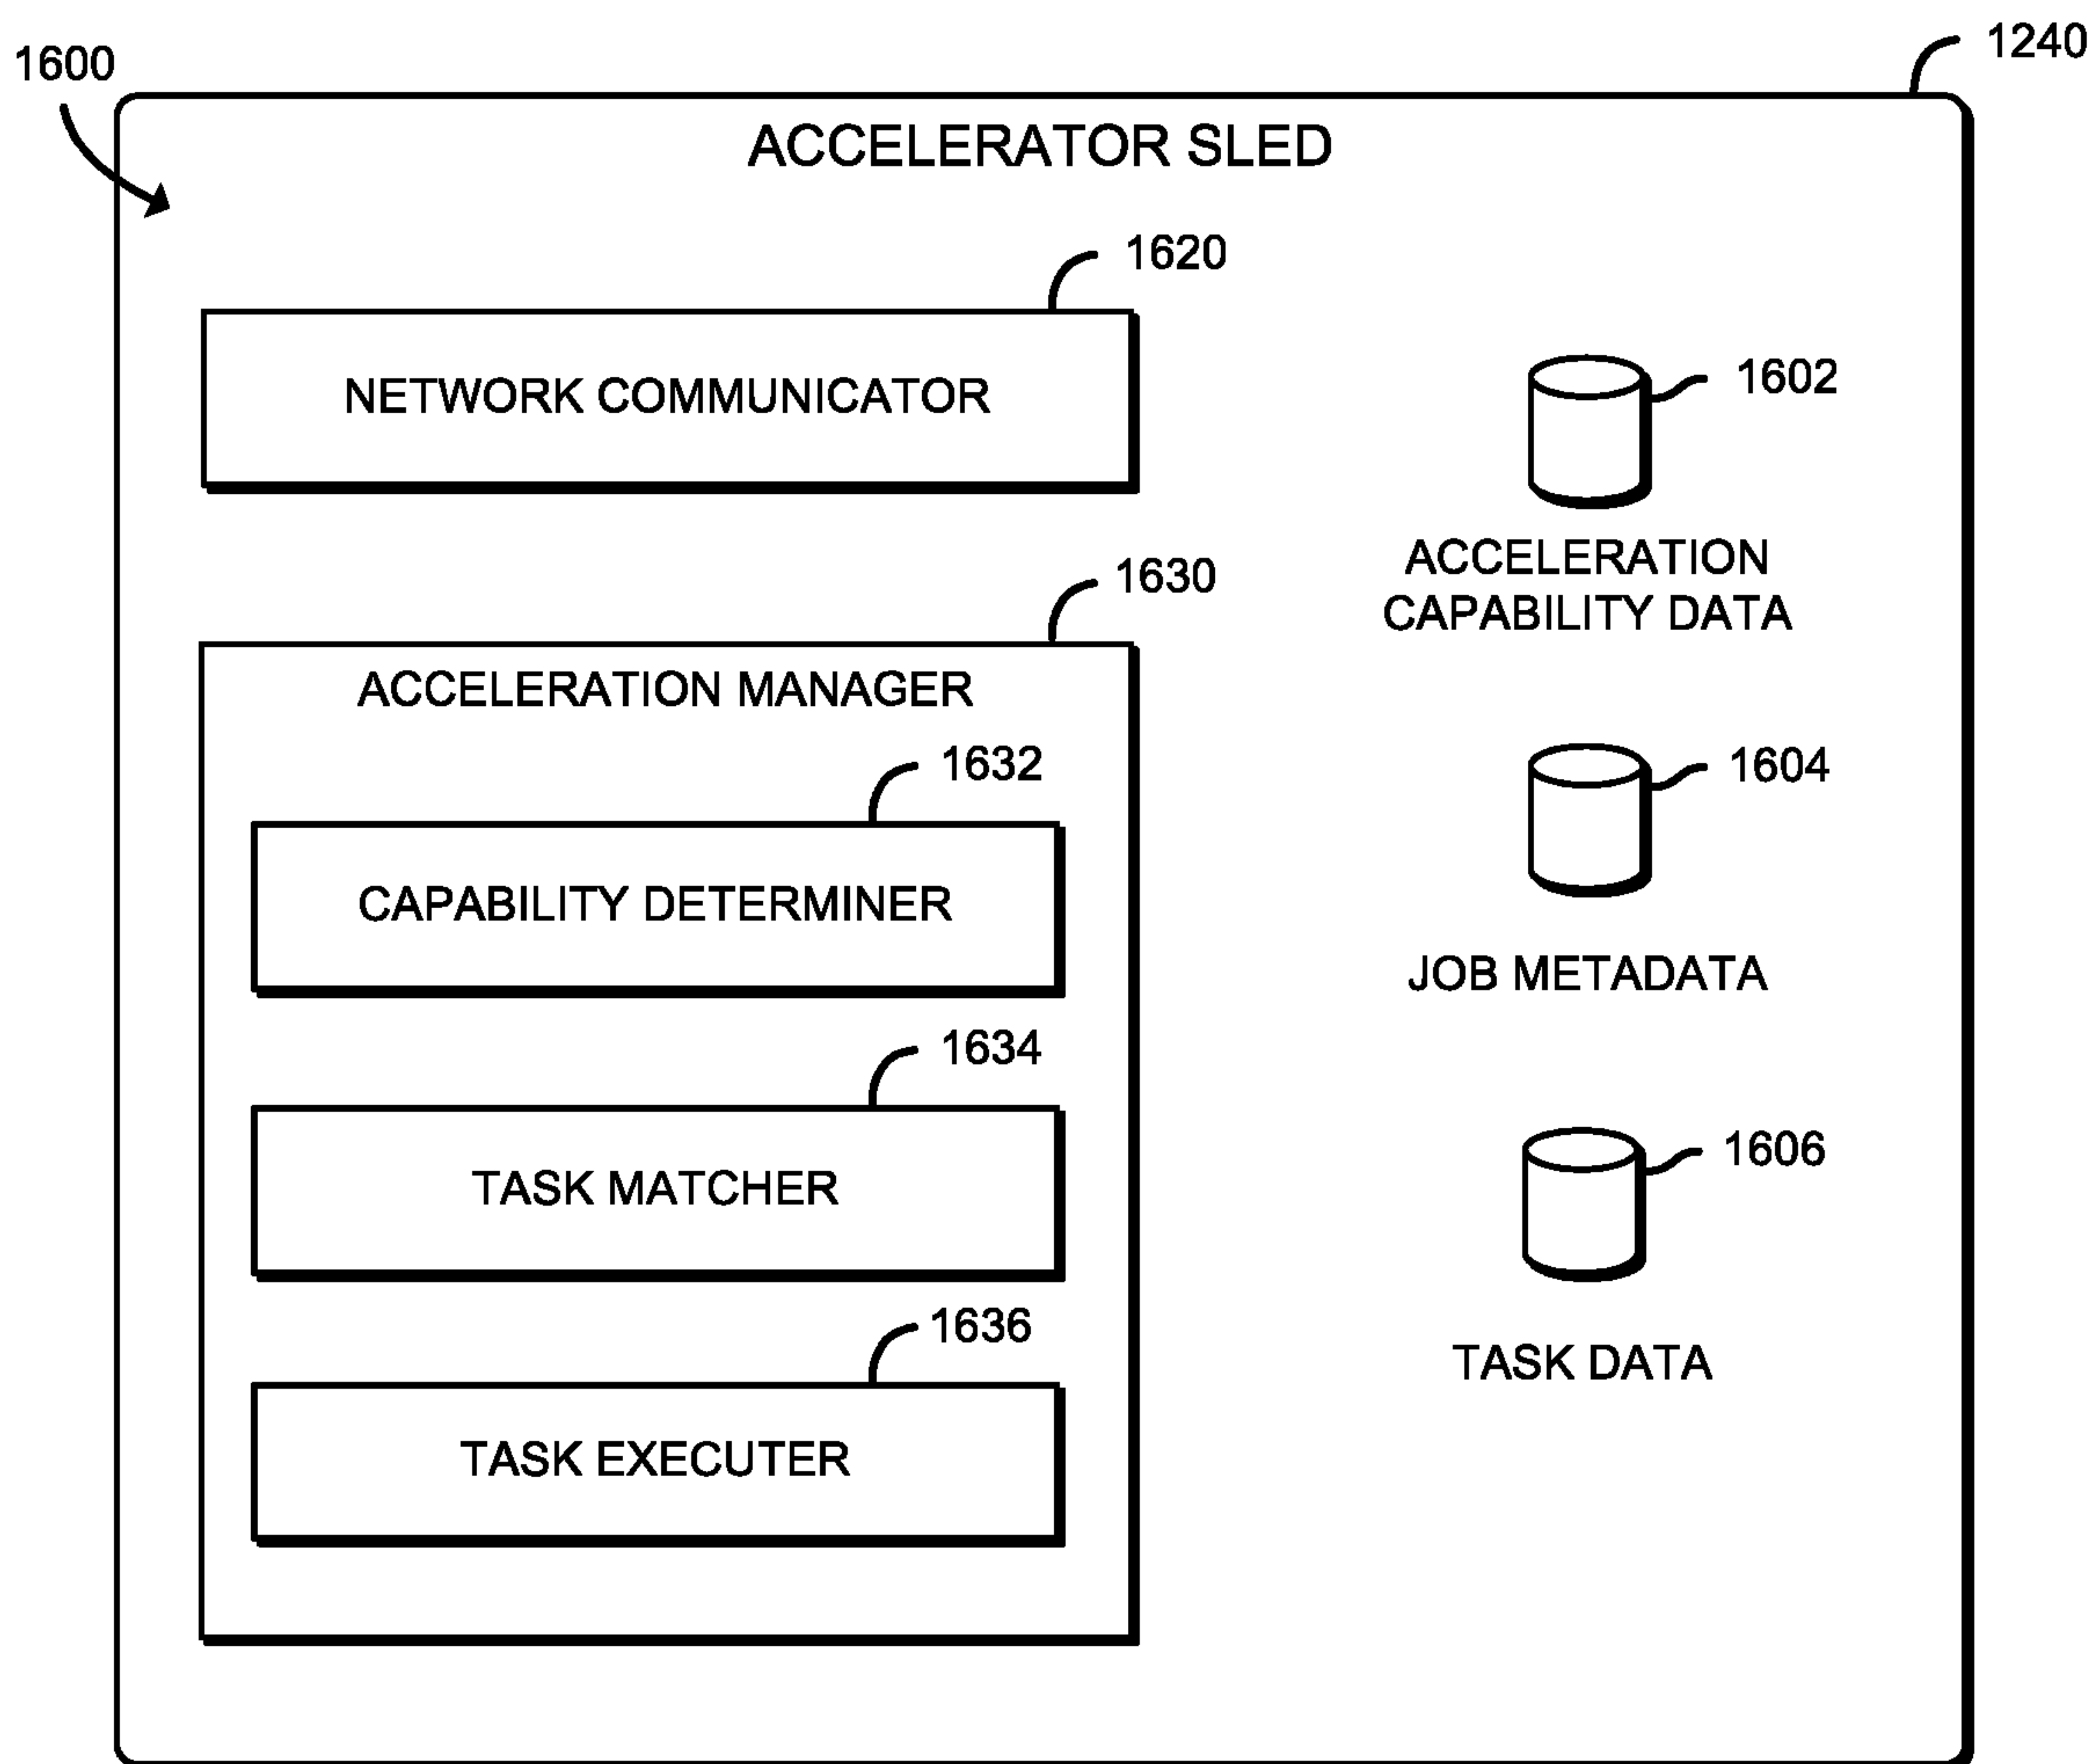 1600
1240
ACCELERATOR SLED
1620
NETWORK COMMUNICATOR
1602
ACCELERATION
CAPABILITY DATA
1630
ACCELERATION MANAGER
1632
CAPABILITY DETERMINER
1604
JOB METADATA
1634
TASK MATCHER
1606
TASK DATA
1636
TASK EXECUTER